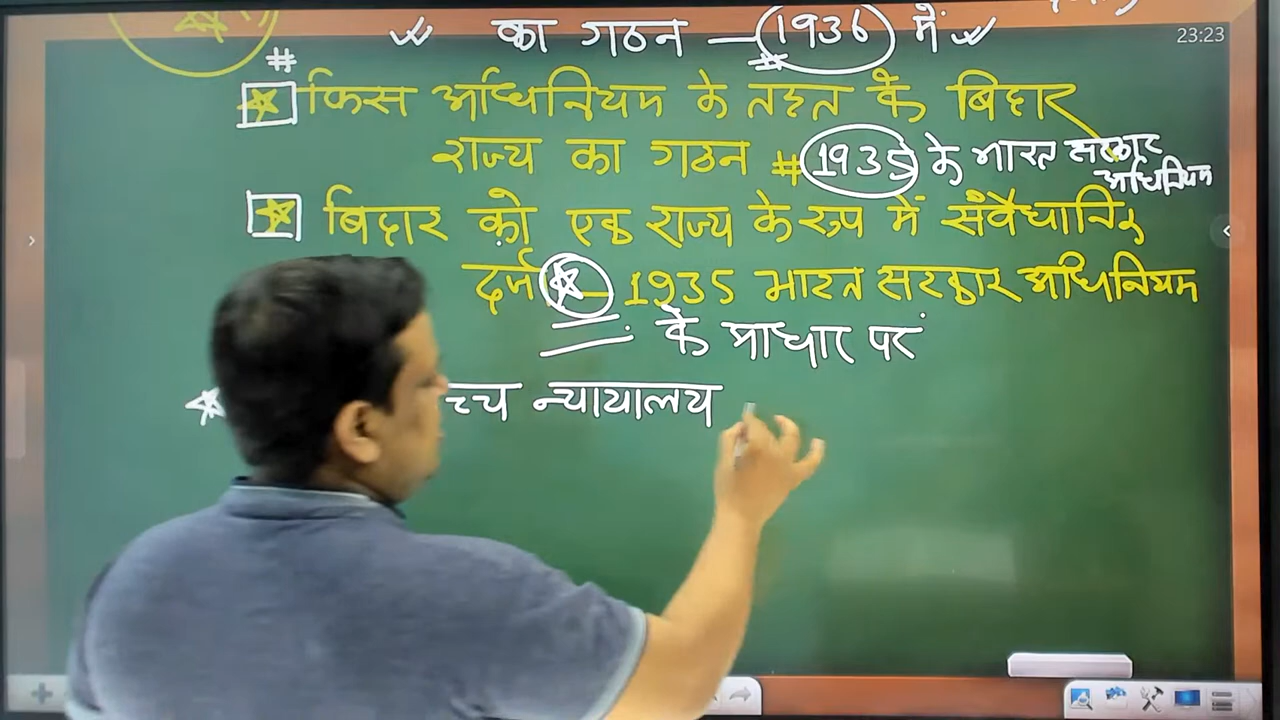 का गठन — 1936 में
23:23
# किस अधिनियम के तहत के बिहार
राज्य का गठन # 1935 के भारत सरकार
अधिनियम
बिहार को एक राज्य के रुप में संवैधानिक
दर्जा — 1935 भारत सरकार अधिनियम
के आधार पर
च्च न्यायालय